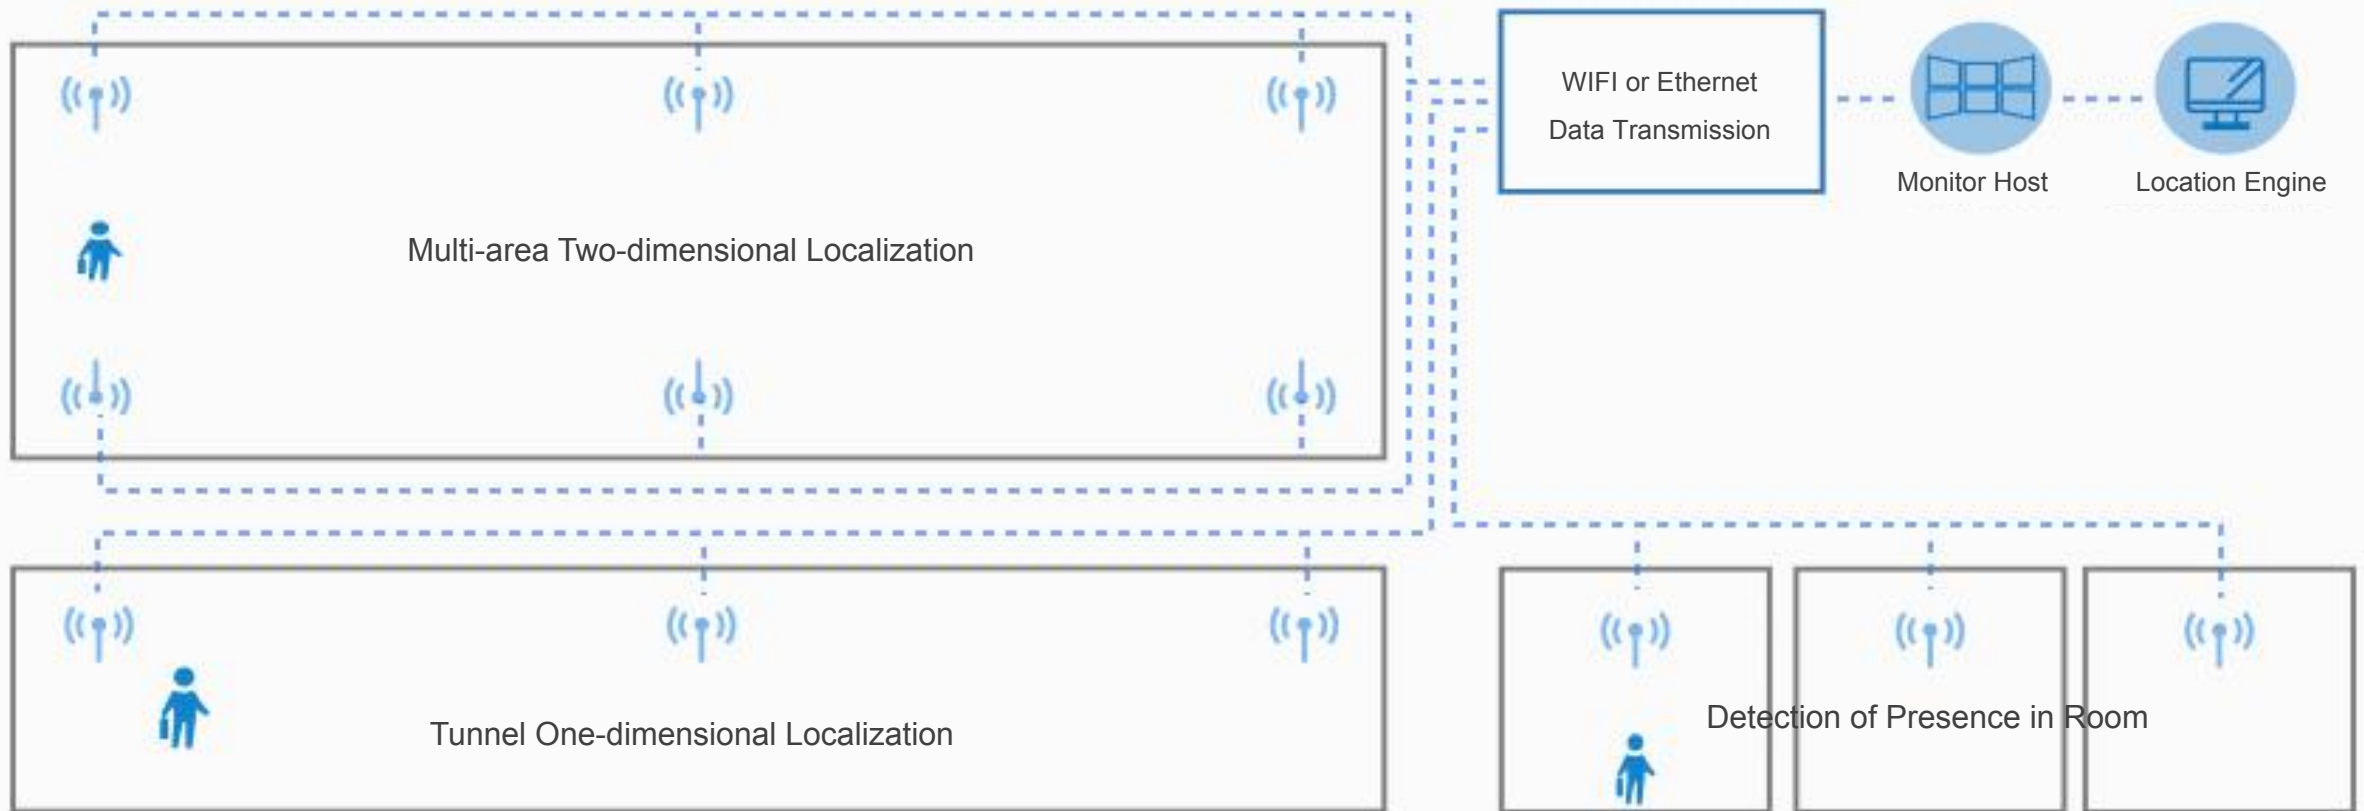 WIFI or Ethernet
Data Transmission
Monitor Host
Location Engine
Multi-area Two-dimensional Localization
Tunnel One-dimensional Localization
Detection of Presence in Room